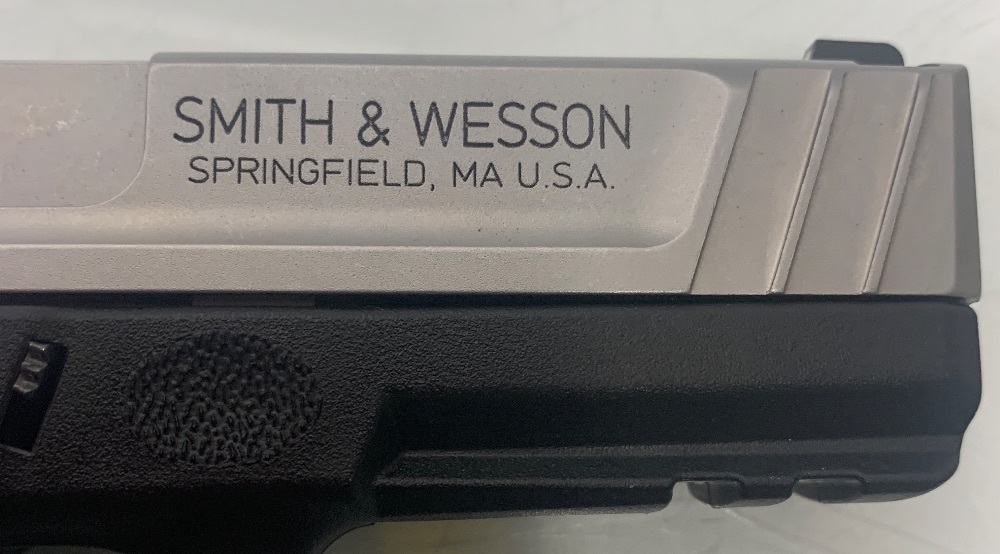 SMITH & WESSON
SPRINGFIELD, MA U.S.A.